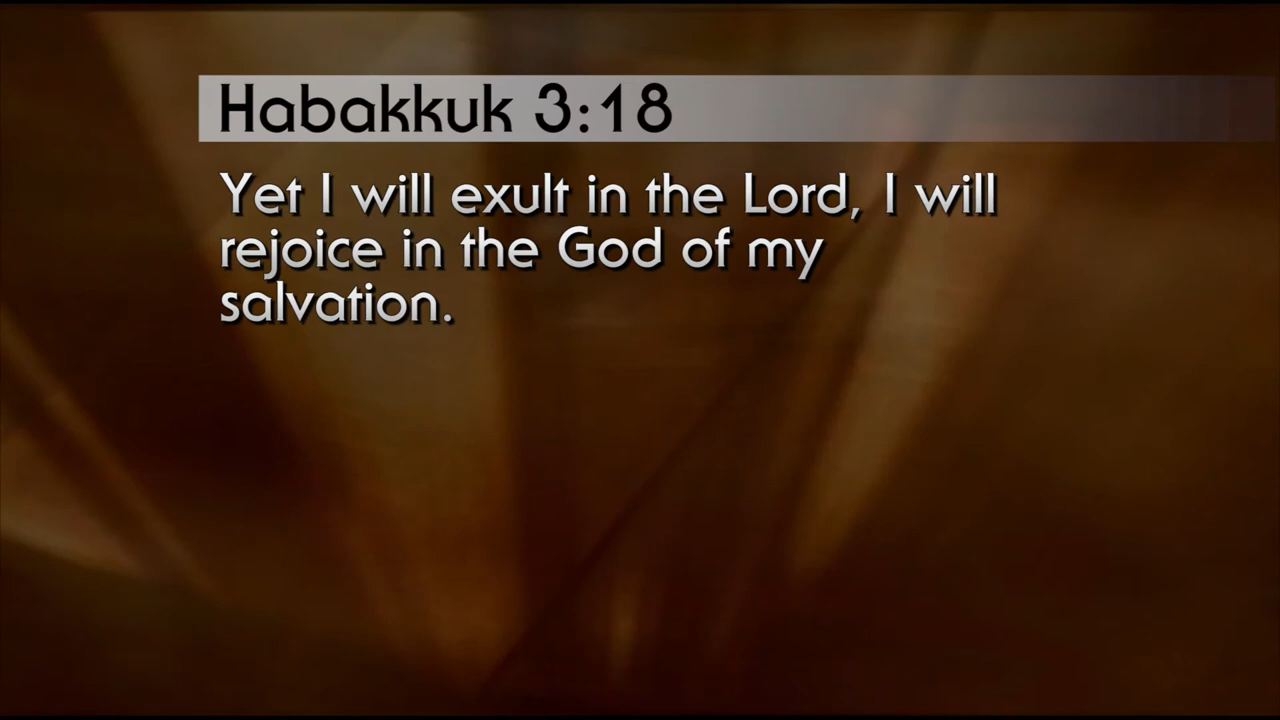 Habakkuk 3:18
Yet I will exult in the Lord, I will
rejoice in the God of my
salvation.